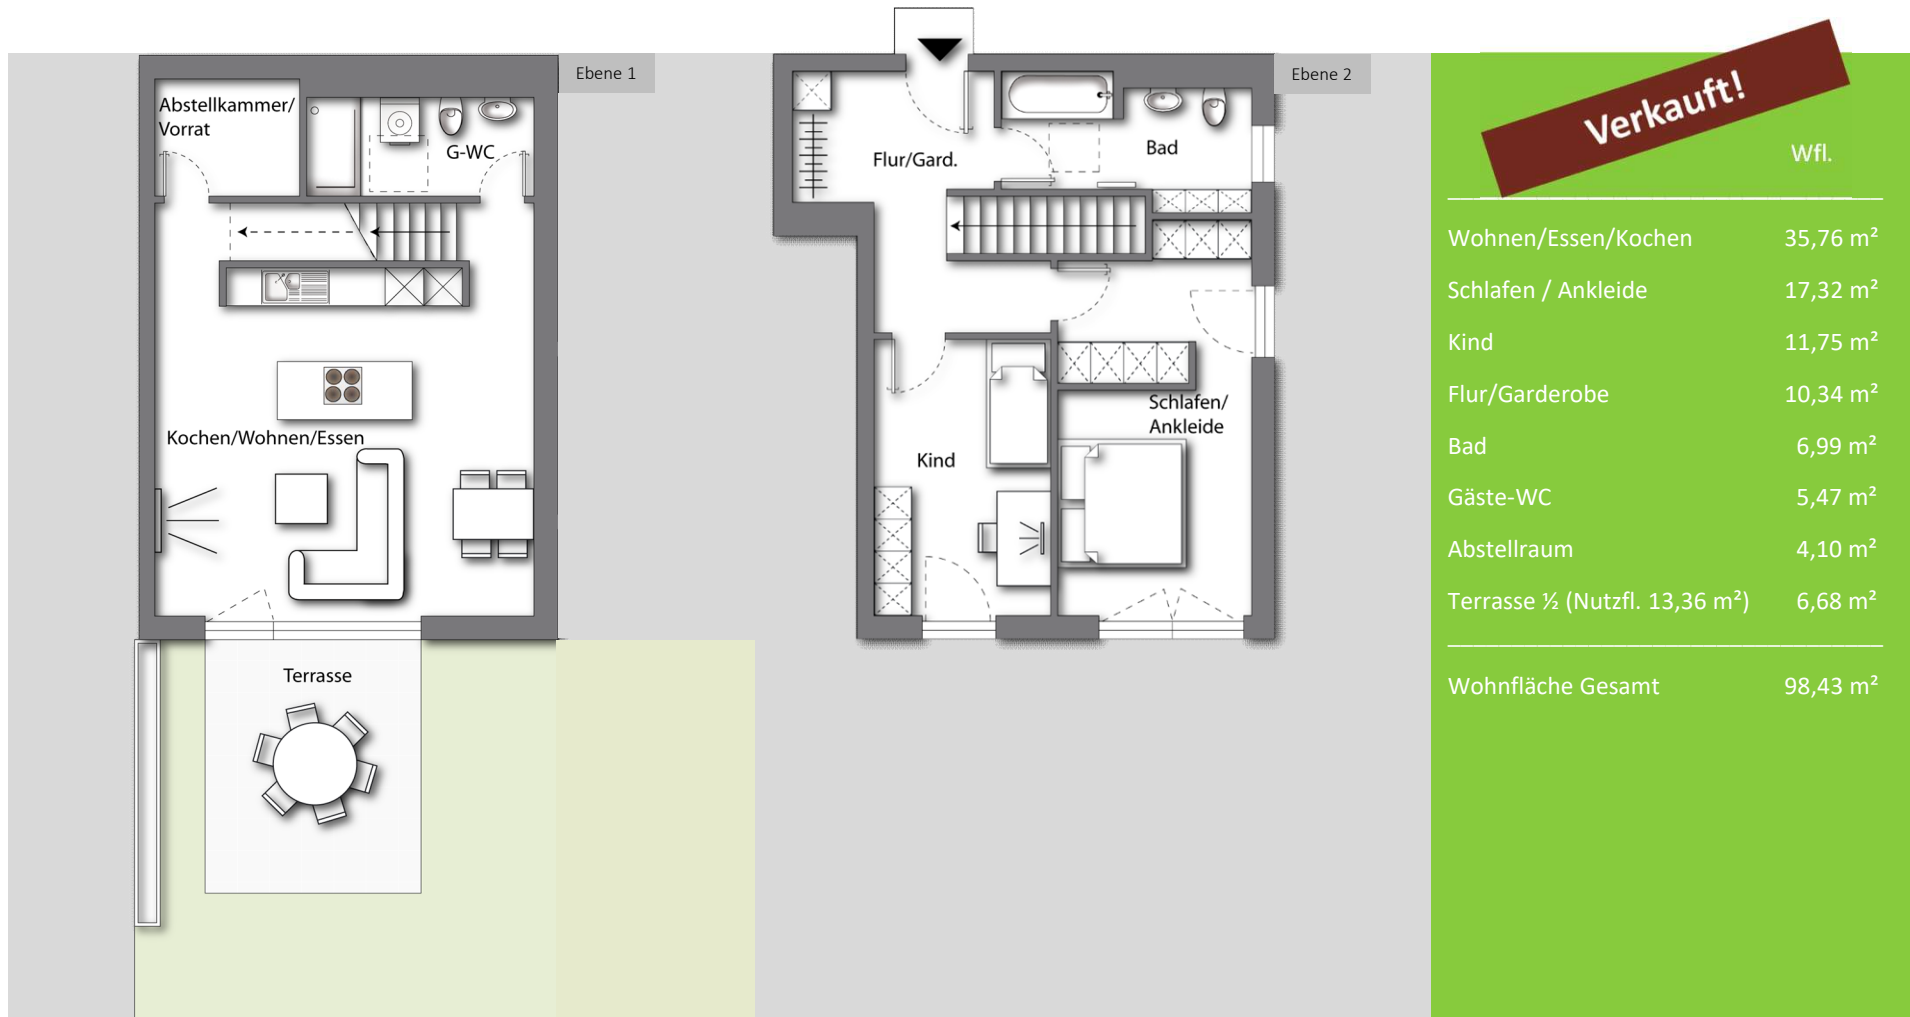 Ebene 1
Abstellkammer/
Vorrat
G-WC
Kochen/Wohnen/Essen
Terrasse
Ebene 2
Flur/Gard.
Bad
Schlafen/
Ankleide
Kind
Verkauft!
Wfl.
Wohnen/Essen/Kochen 35,76 m²
Schlafen / Ankleide 17,32 m²
Kind 11,75 m²
Flur/Garderobe 10,34 m²
Bad 6,99 m²
Gäste-WC 5,47 m²
Abstellraum 4,10 m²
Terrasse ½ (Nutzfl. 13,36 m²) 6,68 m²
Wohnfläche Gesamt 98,43 m²